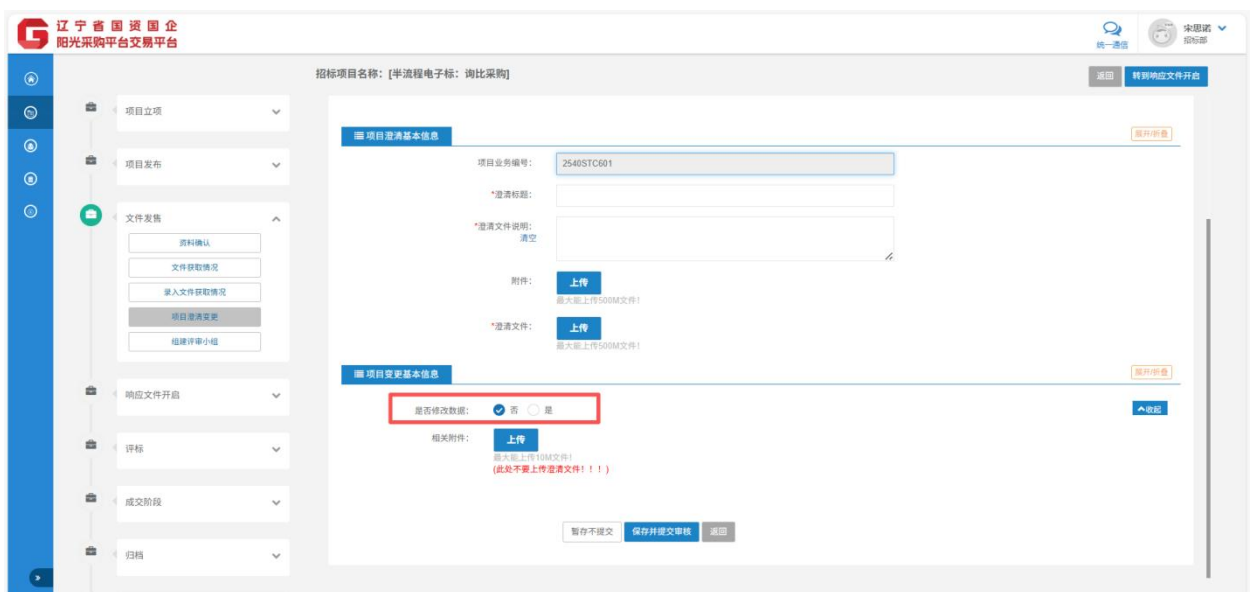 辽宁省国资国企
阳光采购平台交易平台
统一通信
宋思诺
招标部
招标项目名称：[半流程电子标：询比采购]
返回
转到响应文件开启
项目立项
项目发布
文件发售
资料确认
文件获取情况
录入文件获取情况
项目澄清变更
组建评审小组
响应文件开启
评标
成交阶段
归档
项目澄清基本信息
展开/折叠
项目业务编号：
2540STC601
*澄清标题：
*澄清文件说明：
清空
附件：
上传
最大能上传500M文件！
*澄清文件：
上传
最大能上传500M文件！
项目变更基本信息
展开/折叠
是否修改数据：
否 是
收起
相关附件：
上传
最大能上传10M文件！
(此处不要上传澄清文件！！！)
暂存不提交
保存并提交审核
返回